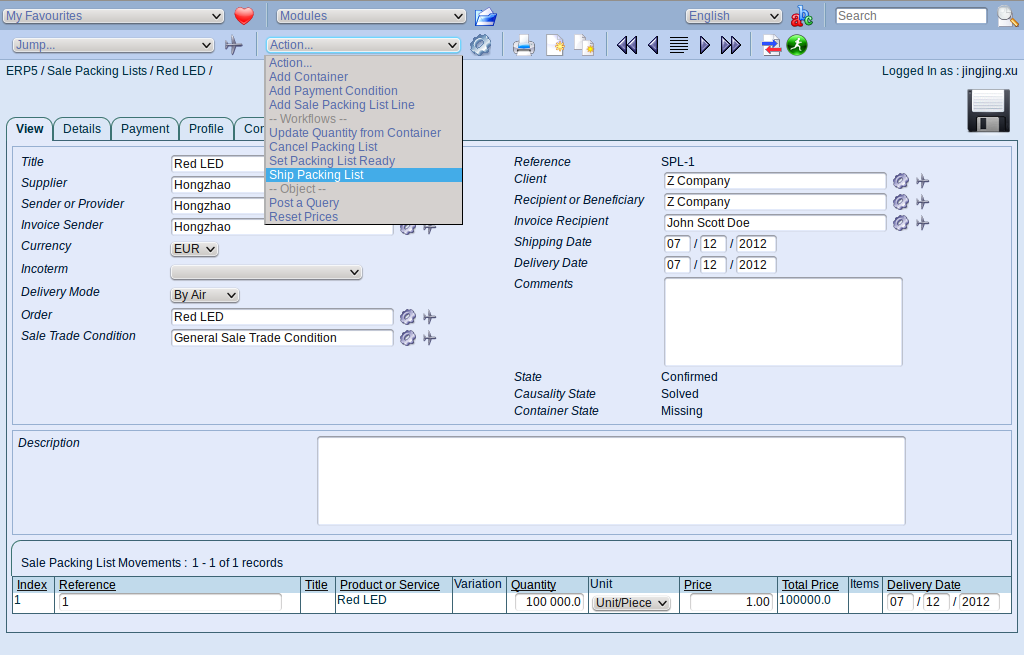 My Favourites Modules English Search
Jump... Action...
ERP5 / Sale Packing Lists / Red LED / Logged In as : jingjing.xu
Action...
Add Container
Add Payment Condition
Add Sale Packing List Line
-- Workflows --
Update Quantity from Container
Cancel Packing List
Set Packing List Ready
Ship Packing List
-- Object --
Post a Query
Reset Prices
View Details Payment Profile
Title Red LED
Supplier Hongzhao
Sender or Provider Hongzhao
Invoice Sender Hongzhao
Currency EUR
Incoterm
Delivery Mode By Air
Order Red LED
Sale Trade Condition General Sale Trade Condition
Reference SPL-1
Client Z Company
Recipient or Beneficiary Z Company
Invoice Recipient John Scott Doe
Shipping Date 07 / 12 / 2012
Delivery Date 07 / 12 / 2012
Comments
State Confirmed
Causality State Solved
Container State Missing
Description
Sale Packing List Movements : 1 - 1 of 1 records
Index Reference Title Product or Service Variation Quantity Unit Price Total Price Items Delivery Date
1 1 Red LED 100 000.0 Unit/Piece 1.00 100000.0 07 / 12 / 2012